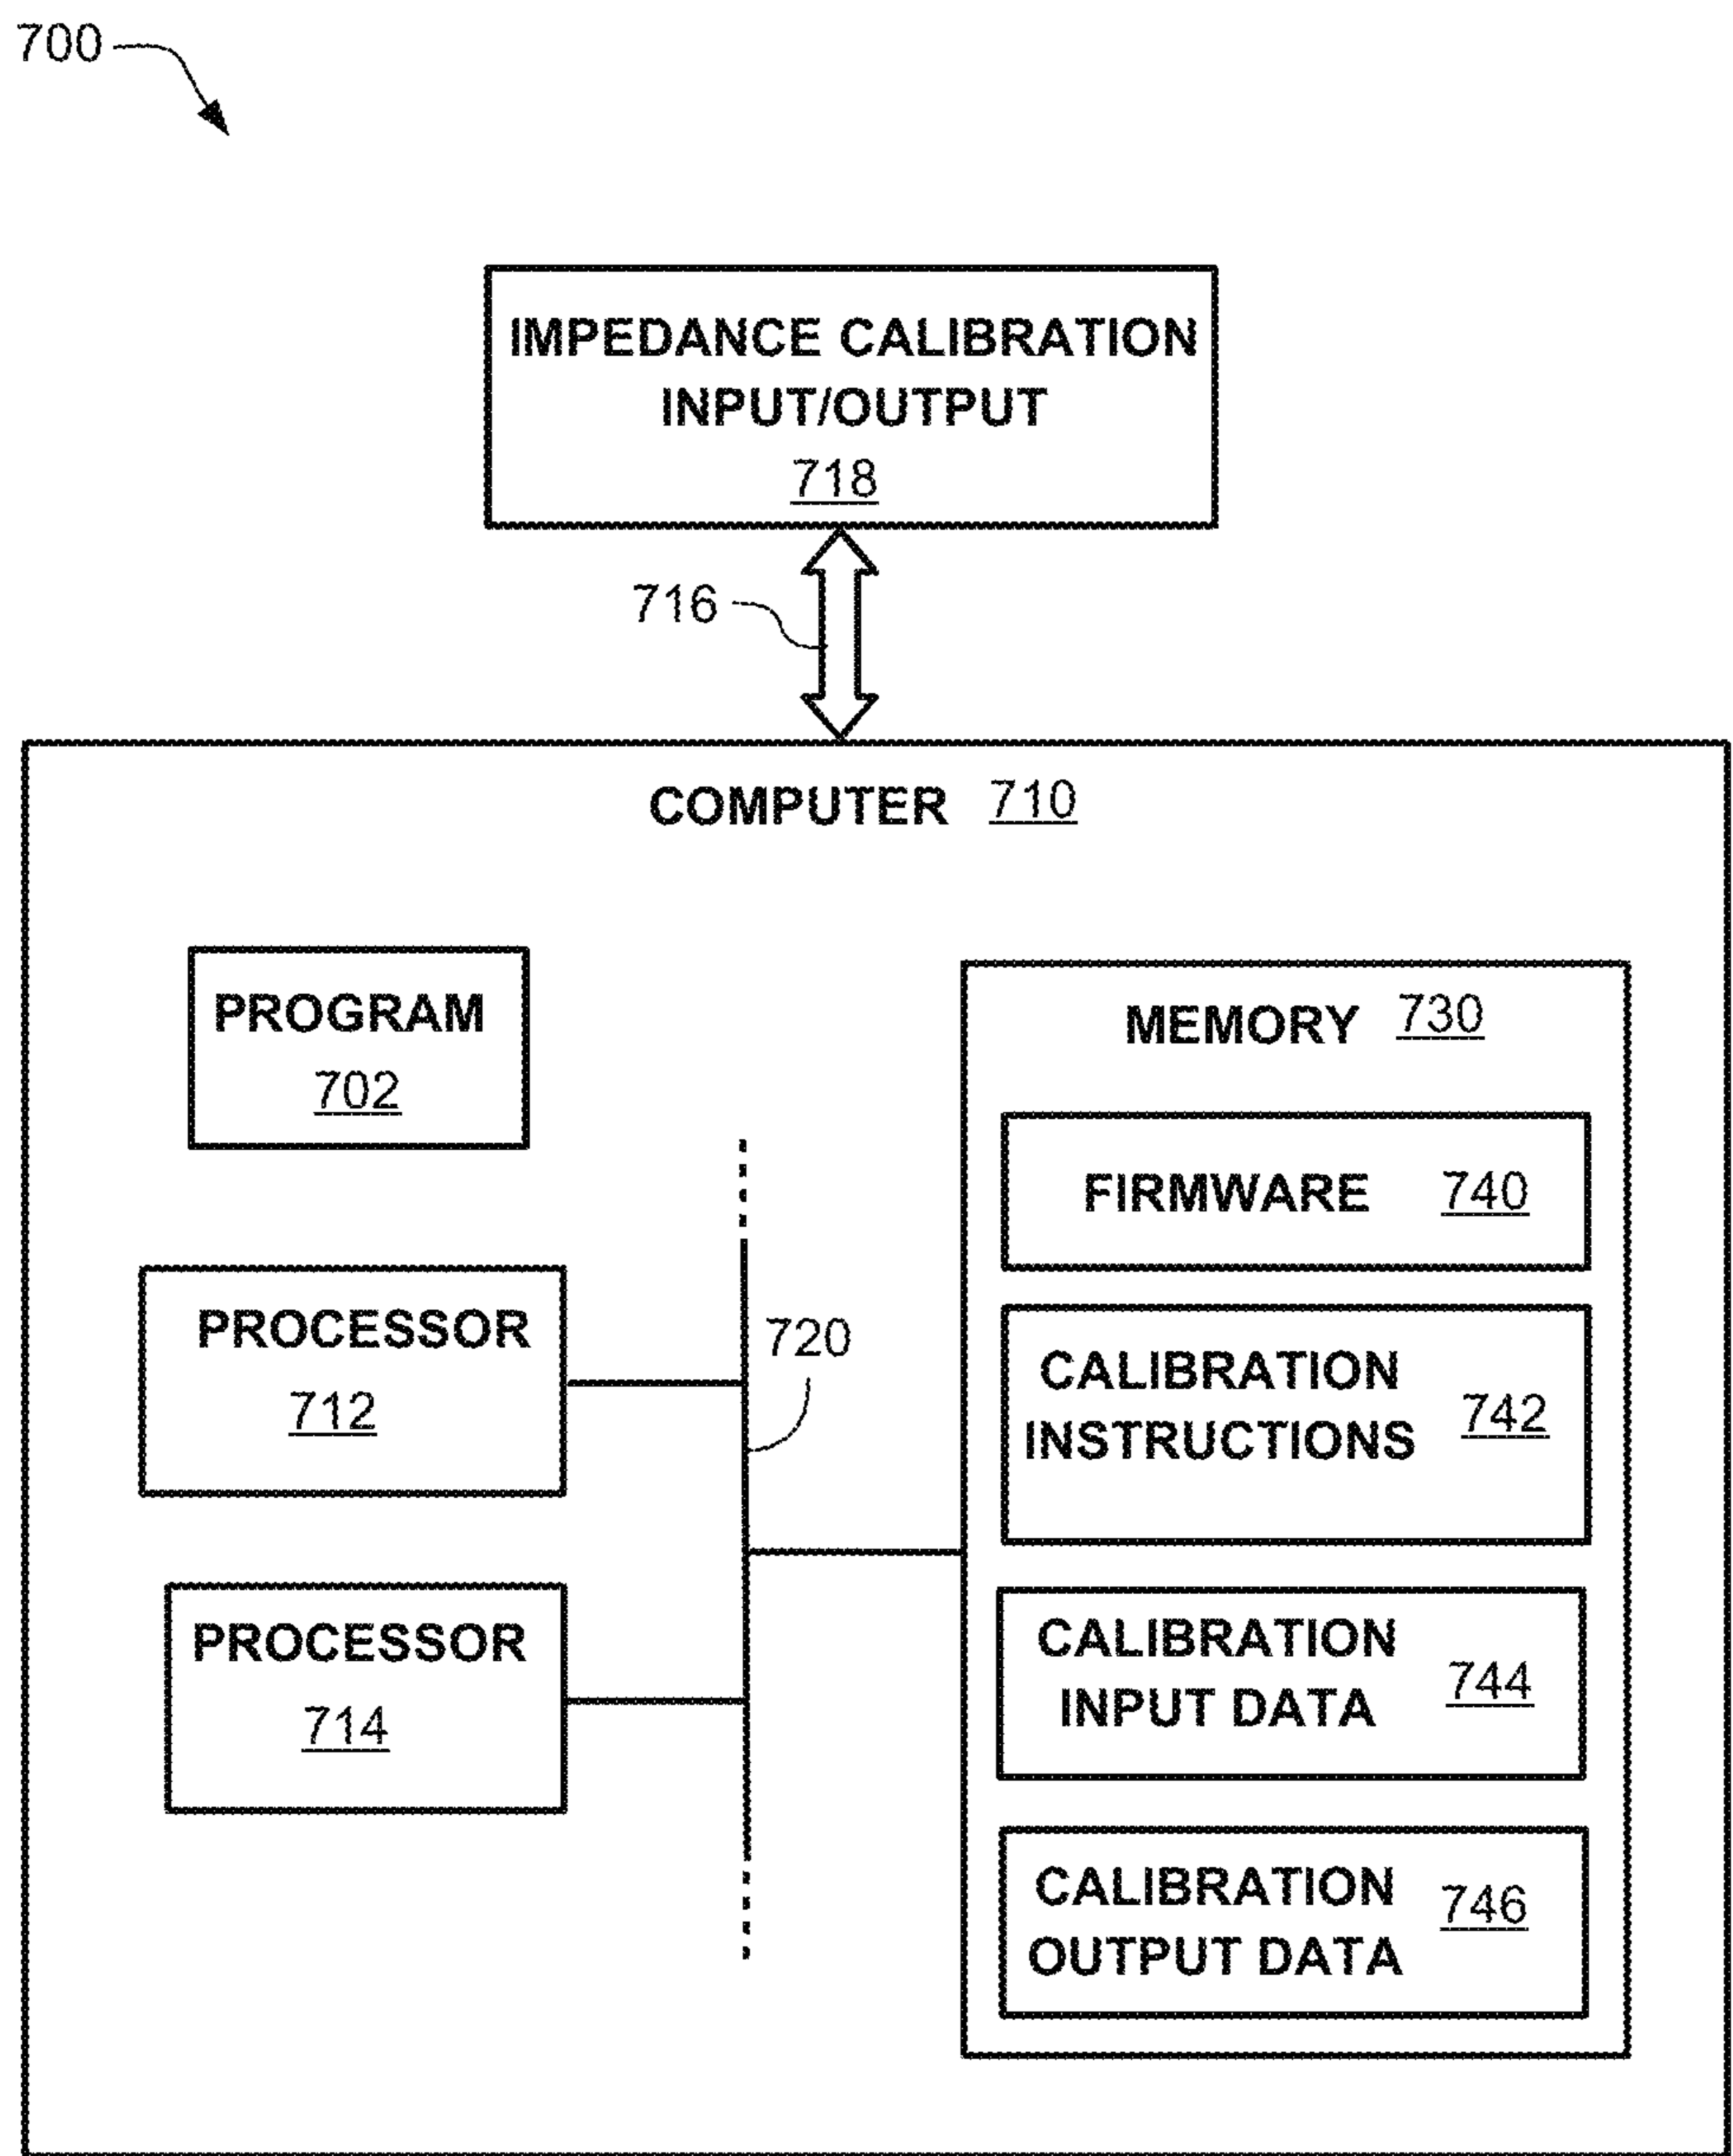 700
IMPEDANCE CALIBRATION
INPUT/OUTPUT
718
716
COMPUTER 710
PROGRAM
702
PROCESSOR
712
720
PROCESSOR
714
MEMORY 730
FIRMWARE 740
CALIBRATION
INSTRUCTIONS 742
CALIBRATION
INPUT DATA 744
CALIBRATION
OUTPUT DATA 746